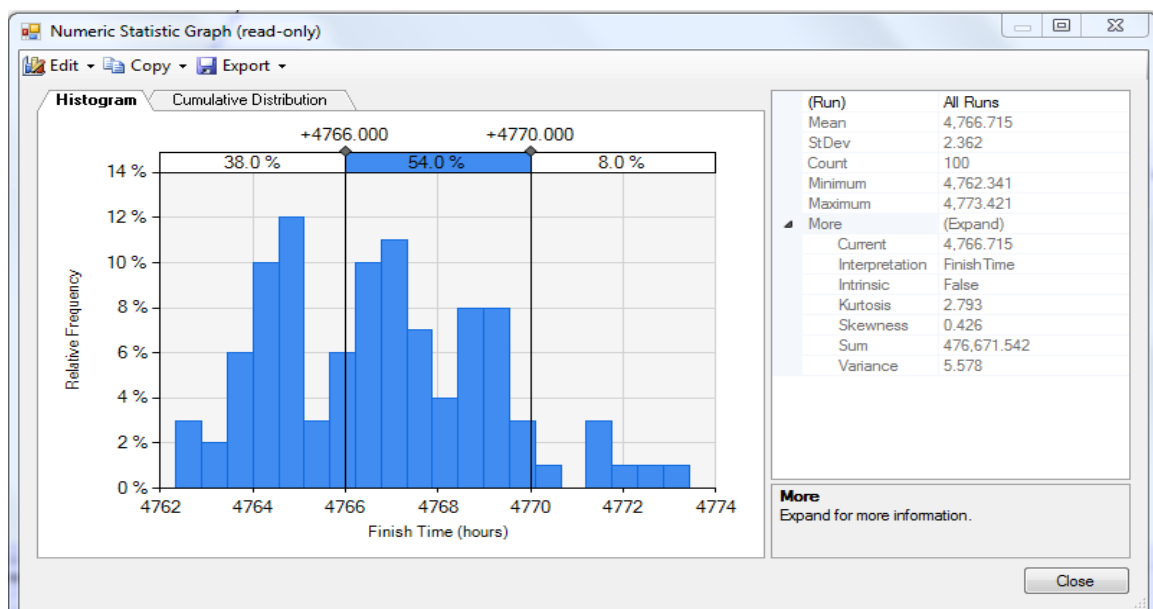 Numeric Statistic Graph (read-only)
Edit Copy Export
Histogram Cumulative Distribution
+4766.000 +4770.000
38.0 % 54.0 % 8.0 %
14 %
12 %
10 %
8 %
6 %
4 %
2 %
0 %
Relative Frequency
4762 4764 4766 4768 4770 4772 4774
Finish Time (hours)
(Run) All Runs
Mean 4,766.715
StDev 2.362
Count 100
Minimum 4,762.341
Maximum 4,773.421
More (Expand)
Current 4,766.715
Interpretation FinishTime
Intrinsic False
Kurtosis 2.793
Skewness 0.426
Sum 476,671.542
Variance 5.578
More
Expand for more information.
Close